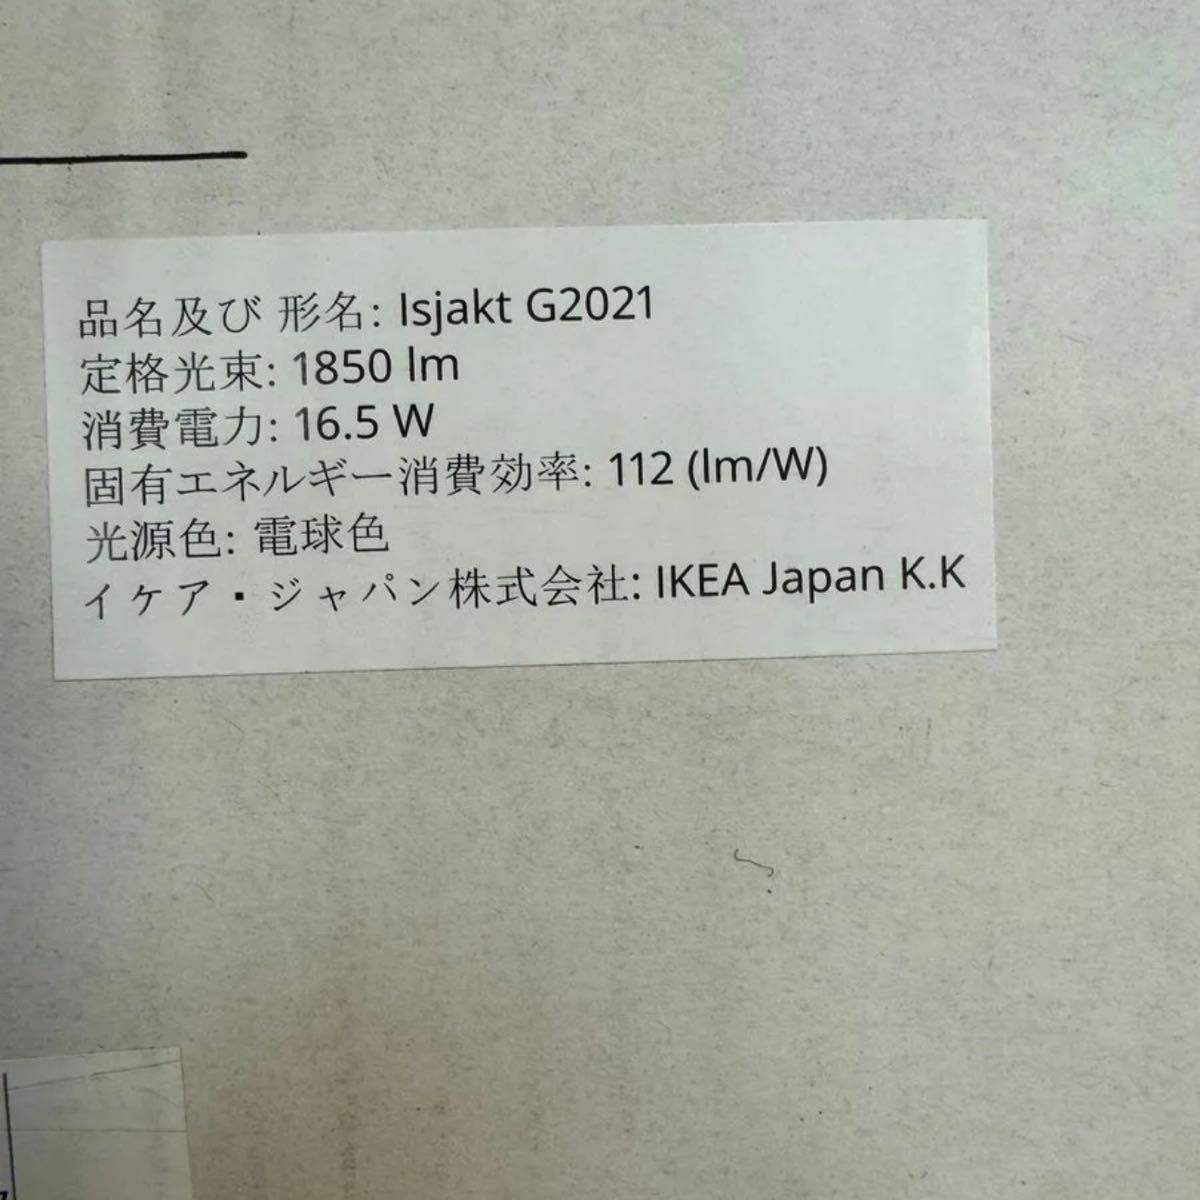 品名及び 形名: Isjakt G2021
定格光束: 1850 lm
消費電力: 16.5 W
固有エネルギー消費効率: 112 (lm/W)
光源色: 電球色
イケア・ジャパン株式会社: IKEA Japan K.K